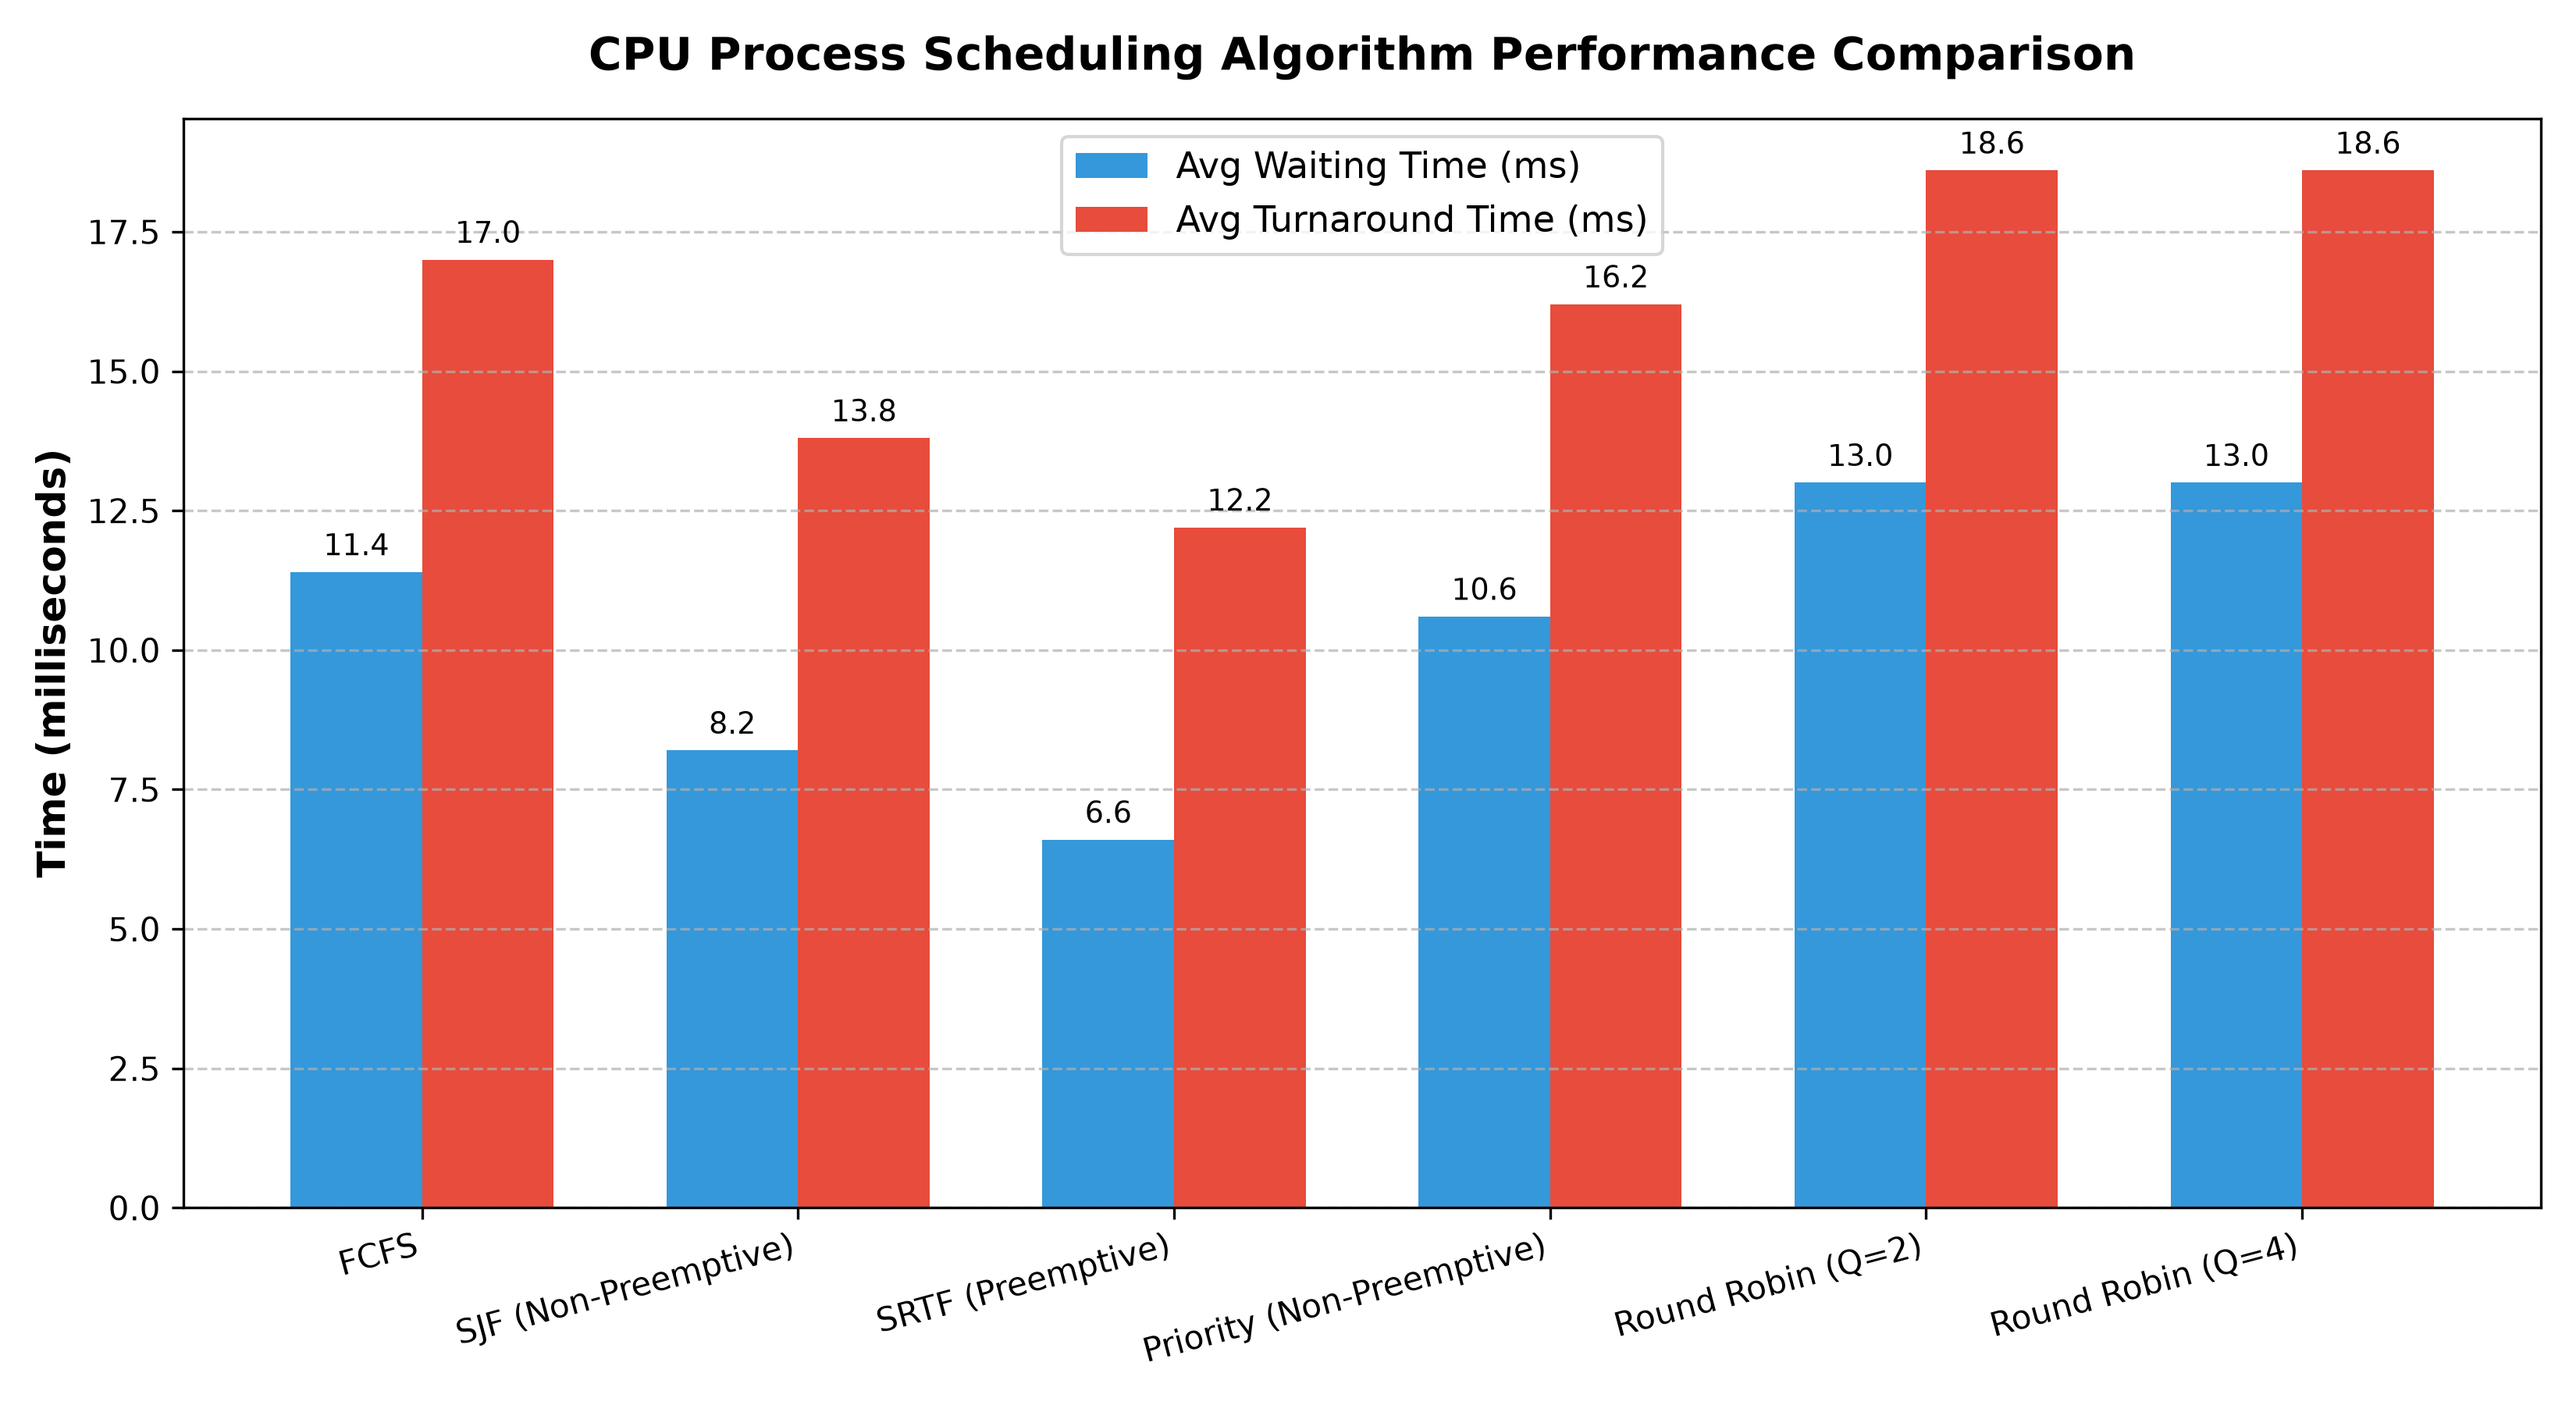 CPU Process Scheduling Algorithm Performance Comparison
Avg Waiting Time (ms)
Avg Turnaround Time (ms)
Time (milliseconds)
17.5
15.0
12.5
10.0
7.5
5.0
2.5
0.0
11.4
17.0
8.2
13.8
6.6
12.2
10.6
16.2
13.0
18.6
13.0
18.6
FCFS
SJF (Non-Preemptive)
SRTF (Preemptive)
Priority (Non-Preemptive)
Round Robin (Q=2)
Round Robin (Q=4)